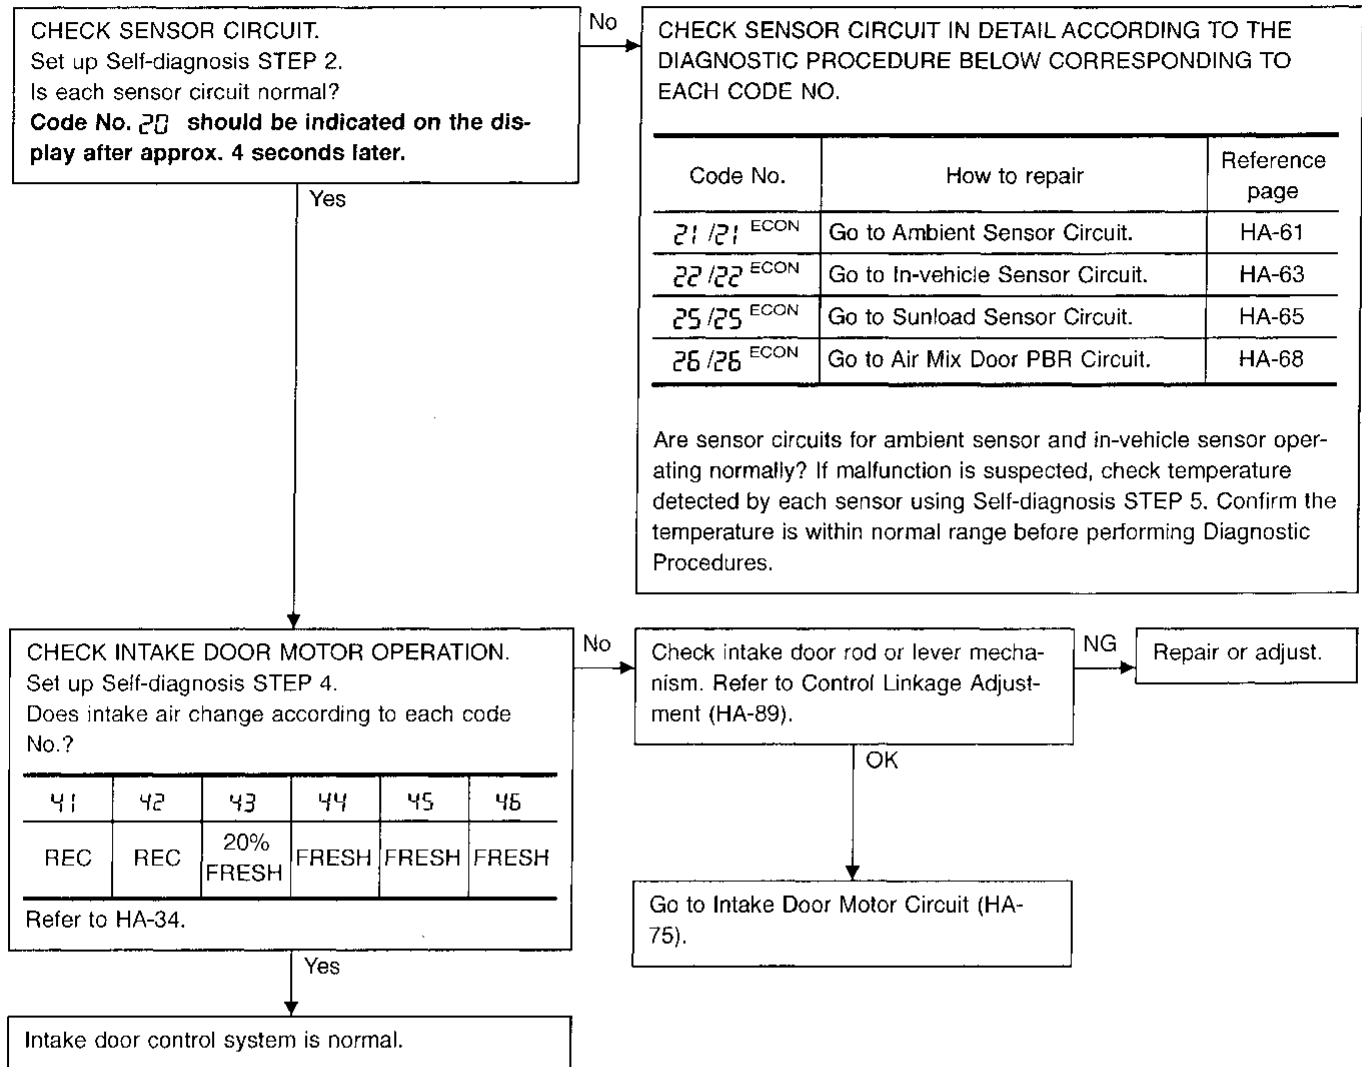 CHECK SENSOR CIRCUIT.
Set up Self-diagnosis STEP 2.
Is each sensor circuit normal?
Code No. 20 should be indicated on the dis-
play after approx. 4 seconds later.
No
CHECK SENSOR CIRCUIT IN DETAIL ACCORDING TO THE
DIAGNOSTIC PROCEDURE BELOW CORRESPONDING TO
EACH CODE NO.
Code No. How to repair Reference page
21 /21 ECON Go to Ambient Sensor Circuit. HA-61
22 /22 ECON Go to In-vehicle Sensor Circuit. HA-63
25 /25 ECON Go to Sunload Sensor Circuit. HA-65
26 /26 ECON Go to Air Mix Door PBR Circuit. HA-68
Are sensor circuits for ambient sensor and in-vehicle sensor oper-
ating normally? If malfunction is suspected, check temperature
detected by each sensor using Self-diagnosis STEP 5. Confirm the
temperature is within normal range before performing Diagnostic
Procedures.
Yes
CHECK INTAKE DOOR MOTOR OPERATION.
Set up Self-diagnosis STEP 4.
Does intake air change according to each code
No.?
41 42 43 44 45 46
REC REC 20% FRESH FRESH FRESH FRESH
Refer to HA-34.
No
Check intake door rod or lever mecha-
nism. Refer to Control Linkage Adjust-
ment (HA-89).
NG
Repair or adjust.
OK
Go to Intake Door Motor Circuit (HA-
75).
Yes
Intake door control system is normal.